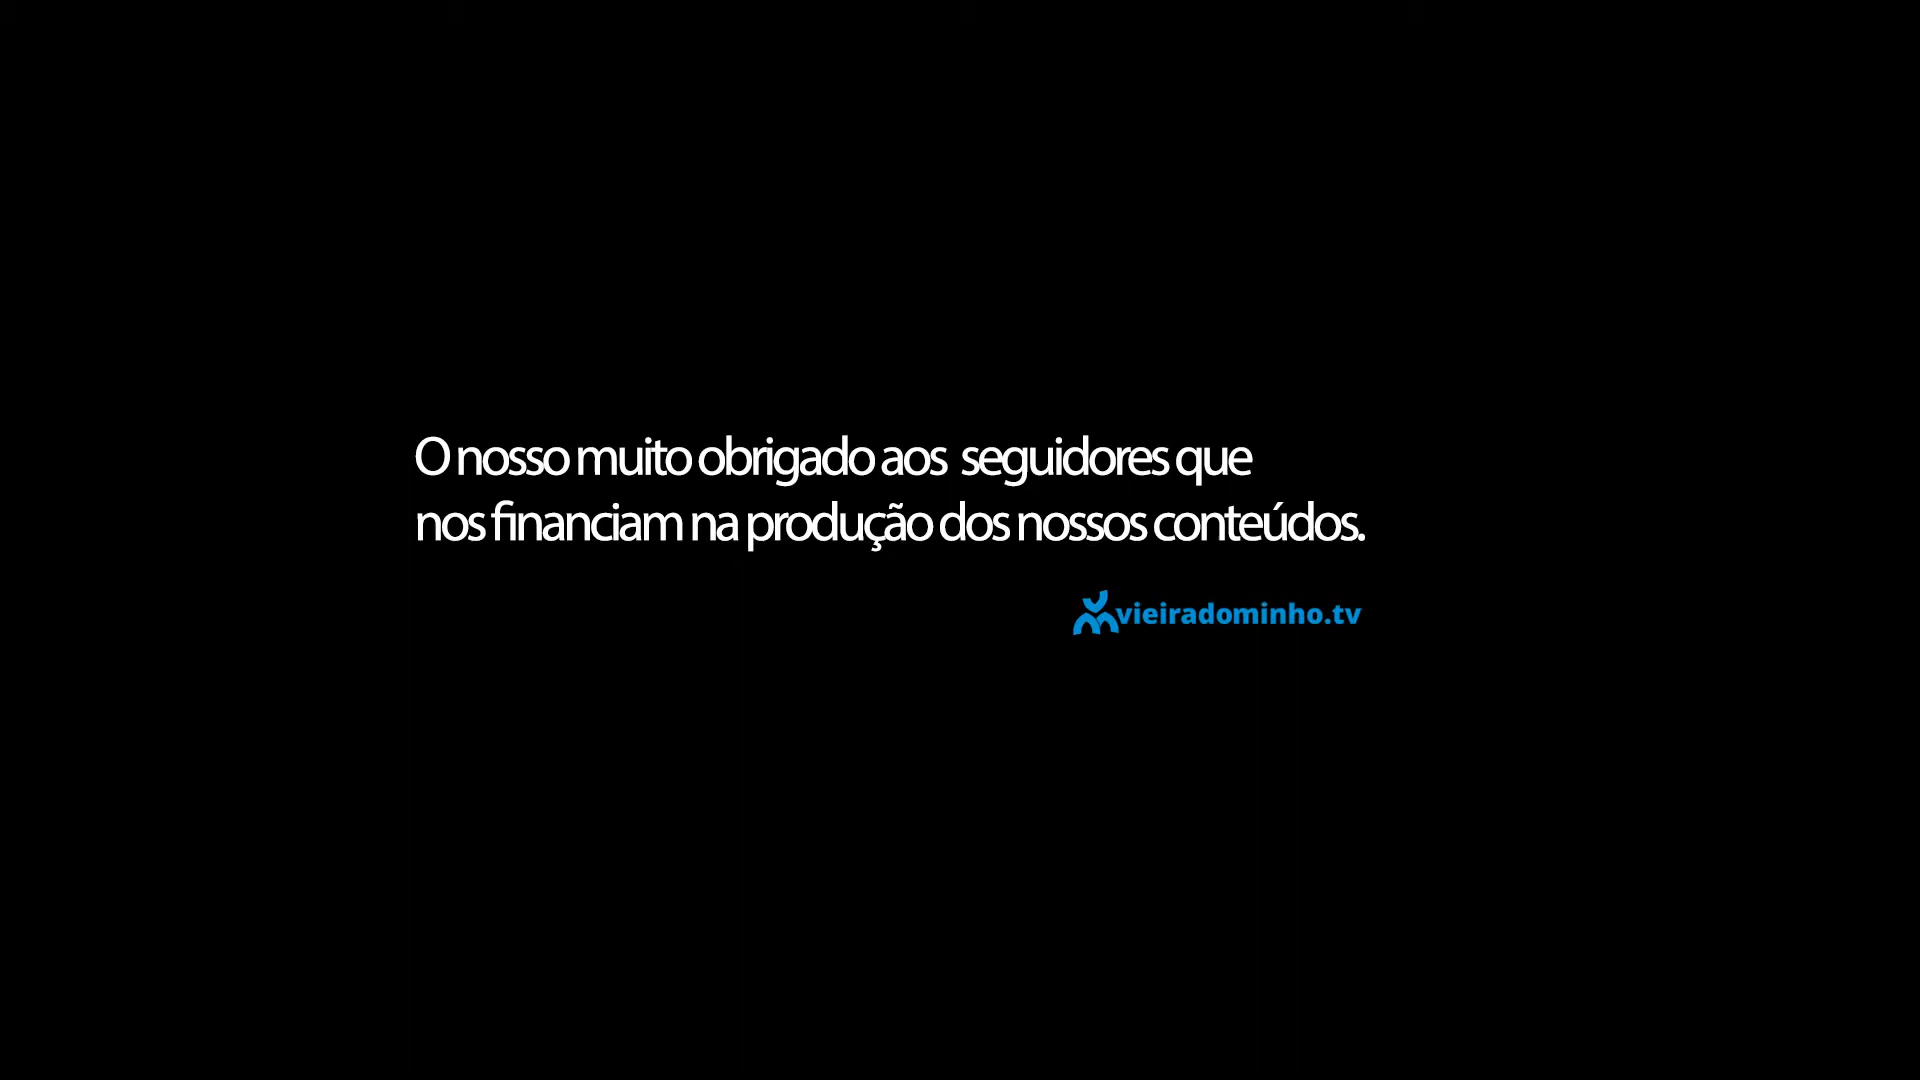 O nosso muito obrigado aos seguidores que
nos financiam na produção dos nossos conteúdos.
vieiradominho.tv